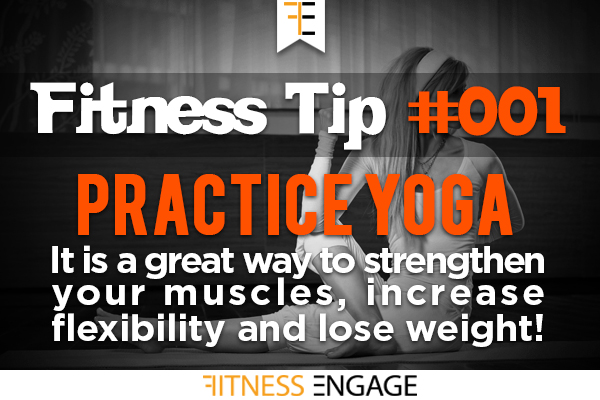 FE
Fitness Tip #001
PRACTICE YOGA
It is a great way to strengthen
your muscles, increase
flexibility and lose weight!
FITNESS ENGAGE